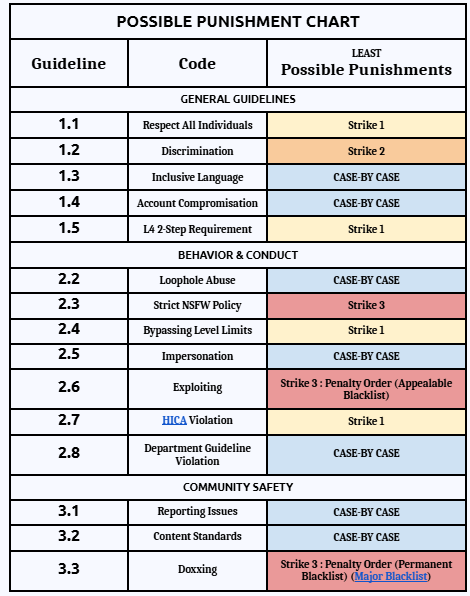 POSSIBLE PUNISHMENT CHART
Guideline Code LEAST
Possible Punishments
GENERAL GUIDELINES
1.1 Respect All Individuals Strike 1
1.2 Discrimination Strike 2
1.3 Inclusive Language CASE-BY CASE
1.4 Account Compromisation CASE-BY CASE
1.5 L4 2-Step Requirement Strike 1
BEHAVIOR & CONDUCT
2.2 Loophole Abuse CASE-BY CASE
2.3 Strict NSFW Policy Strike 3
2.4 Bypassing Level Limits Strike 1
2.5 Impersonation CASE-BY CASE
2.6 Exploiting Strike 3 : Penalty Order (Appealable
Blacklist)
2.7 HICA Violation Strike 1
2.8 Department Guideline
Violation CASE-BY CASE
COMMUNITY SAFETY
3.1 Reporting Issues CASE-BY CASE
3.2 Content Standards CASE-BY CASE
3.3 Doxxing Strike 3 : Penalty Order (Permanent
Blacklist) (Major Blacklist)